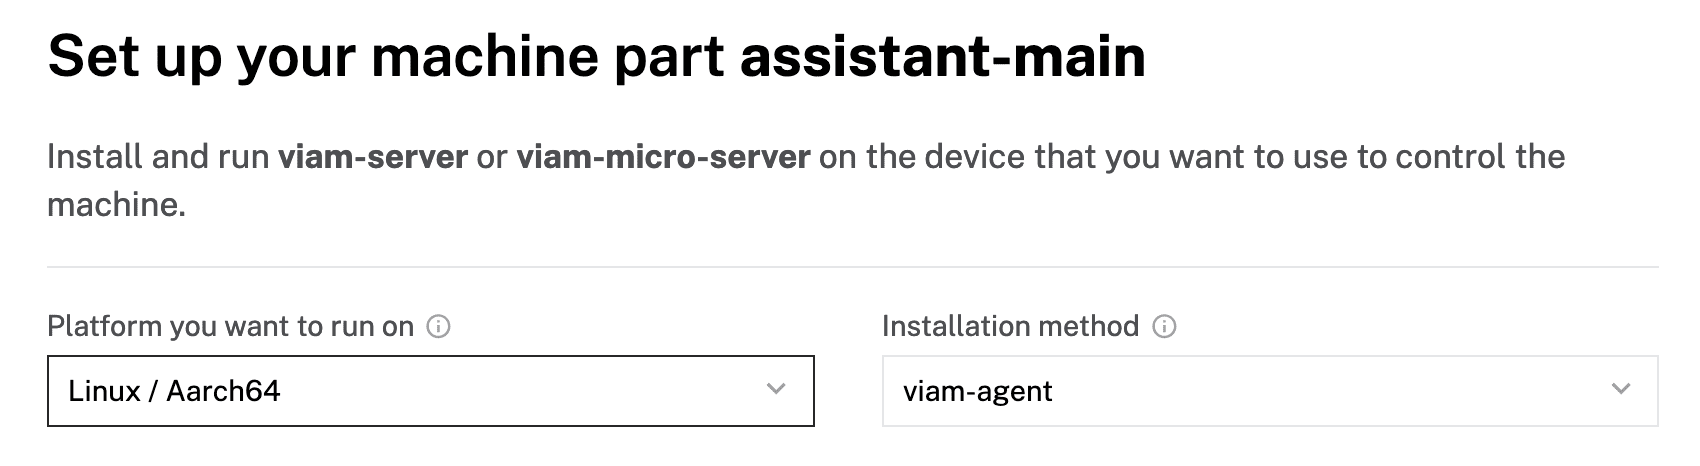 Set up your machine part assistant-main
Install and run viam-server or viam-micro-server on the device that you want to use to control the
machine.
Platform you want to run on
Installation method
Linux / Aarch64
viam-agent